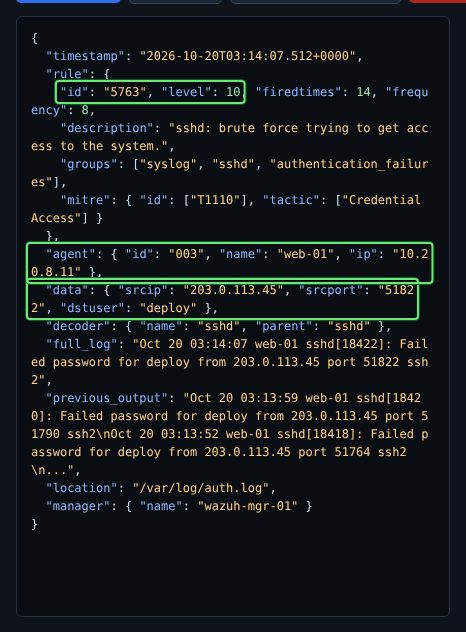 {
"timestamp": "2026-10-20T03:14:07.512+0000",
"rule": {
"id": "5763", "level": 10, "firedtimes": 14, "frequ
ency": 8,
"description": "sshd: brute force trying to get acc
ess to the system.",
"groups": ["syslog", "sshd", "authentication_failur
es"],
"mitre": { "id": ["T1110"], "tactic": ["Credential
Access"] }
},
"agent": { "id": "003", "name": "web-01", "ip": "10.2
0.8.11" },
"data": { "srcip": "203.0.113.45", "srcport": "5182
2", "dstuser": "deploy" },
"decoder": { "name": "sshd", "parent": "sshd" },
"full_log": "Oct 20 03:14:07 web-01 sshd[18422]: Fail
ed password for deploy from 203.0.113.45 port 51822 ssh
2",
"previous_output": "Oct 20 03:13:59 web-01 sshd[1842
0]: Failed password for deploy from 203.0.113.45 port 5
1790 ssh2\nOct 20 03:13:52 web-01 sshd[18418]: Failed p
assword for deploy from 203.0.113.45 port 51764 ssh2
\n...",
"location": "/var/log/auth.log",
"manager": { "name": "wazuh-mgr-01" }
}